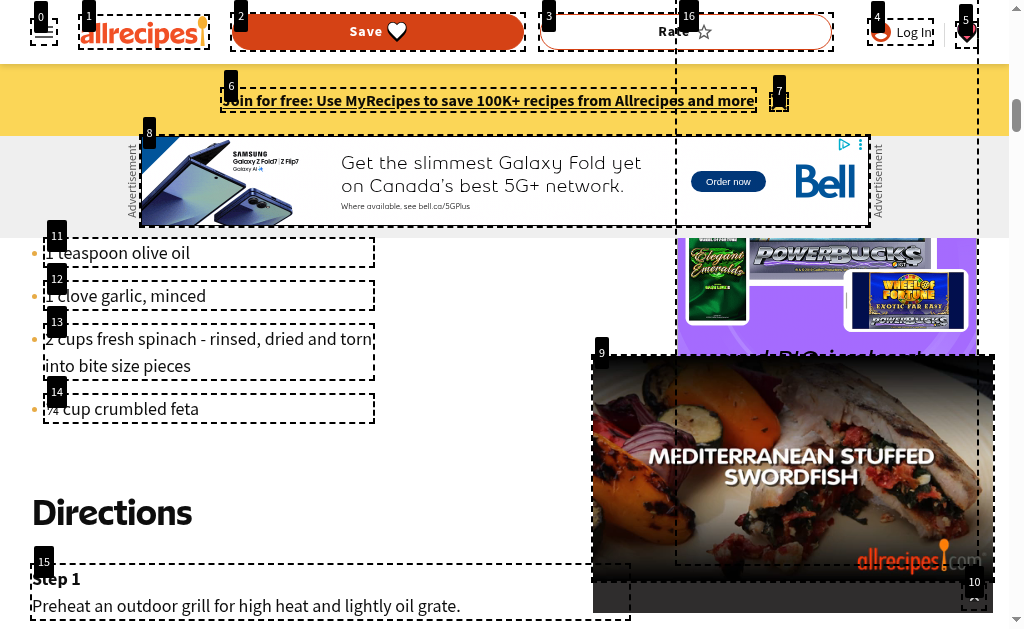 0
1
allrecipes
2
Save
3
16
Rate
4
Log In
5
6
Join for free: Use MyRecipes to save 100K+ recipes from Allrecipes and more
7
8
Advertisement
SAMSUNG
Galaxy Z Fold7 | Z Flip7
Galaxy AI
Get the slimmest Galaxy Fold yet
on Canada's best 5G+ network.
Where available, see bell.ca/5GPlus
Order now
Bell
Advertisement
11
1 teaspoon olive oil
12
1 clove garlic, minced
13
2 cups fresh spinach - rinsed, dried and torn
into bite size pieces
14
¼ cup crumbled feta
Elegant
Emeralds
POWERBUCKS
WHEEL OF
FORTUNE
EXOTIC FAR EAST
POWERBUCKS
9
MEDITERRANEAN STUFFED
SWORDFISH
allrecipes.com
10
Directions
15
Step 1
Preheat an outdoor grill for high heat and lightly oil grate.